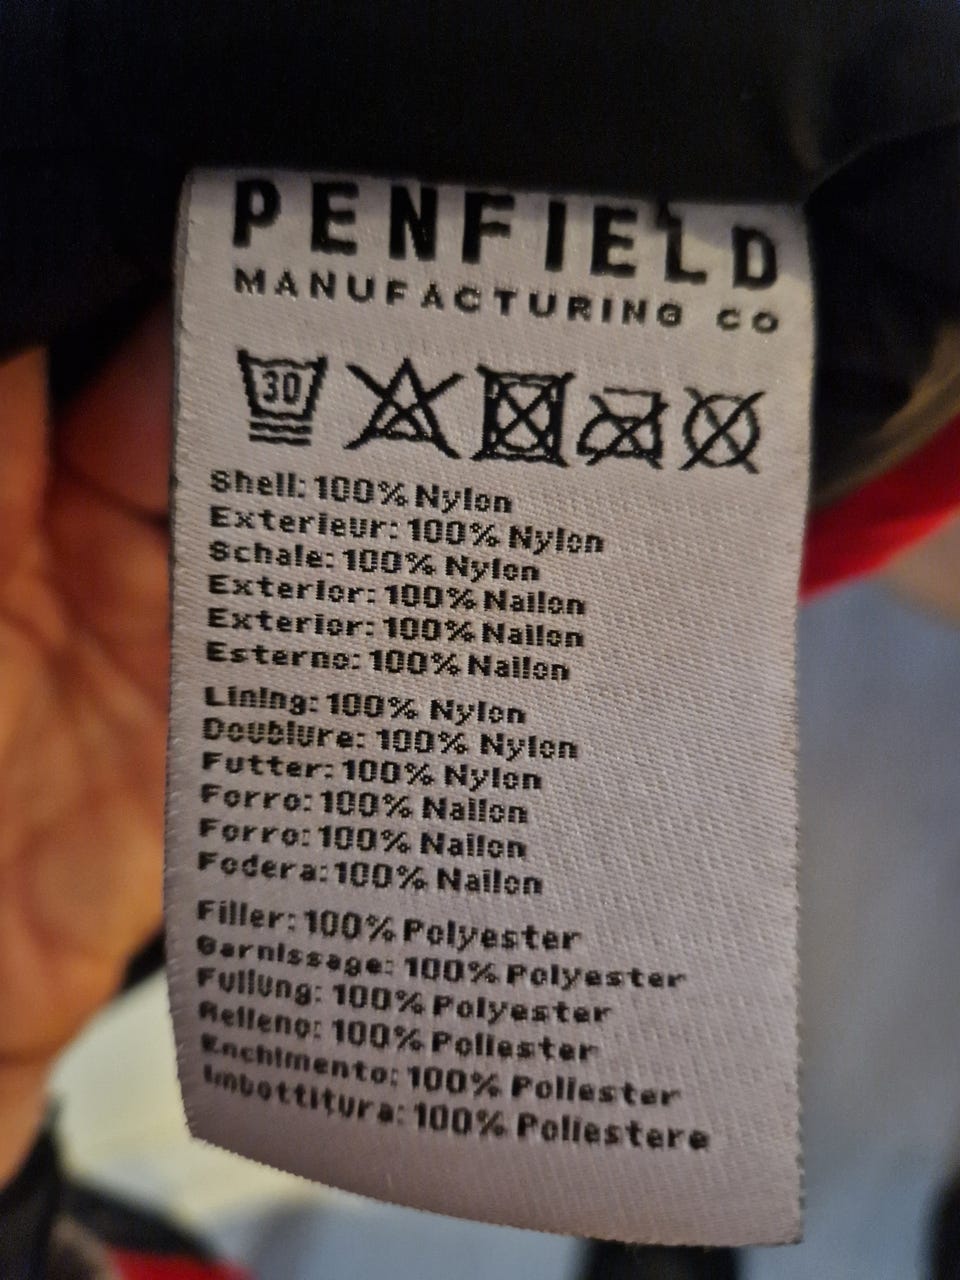 PENFIELD
MANUFACTURING CO
30
Shell: 100% Nylon
Exterieur: 100% Nylon
Schale: 100% Nylon
Exterior: 100% Nailon
Exterior: 100% Nailon
Esterno: 100% Nailon
Lining: 100% Nylon
Doublure: 100% Nylon
Futter: 100% Nylon
Forro: 100% Nailon
Forro: 100% Nailon
Fodera: 100% Nailon
Filler: 100% Polyester
Garnissage: 100% Polyester
Fullung: 100% Polyester
Relleno: 100% Poliester
Enchimento: 100% Poliester
Imbottitura: 100% Poliestere